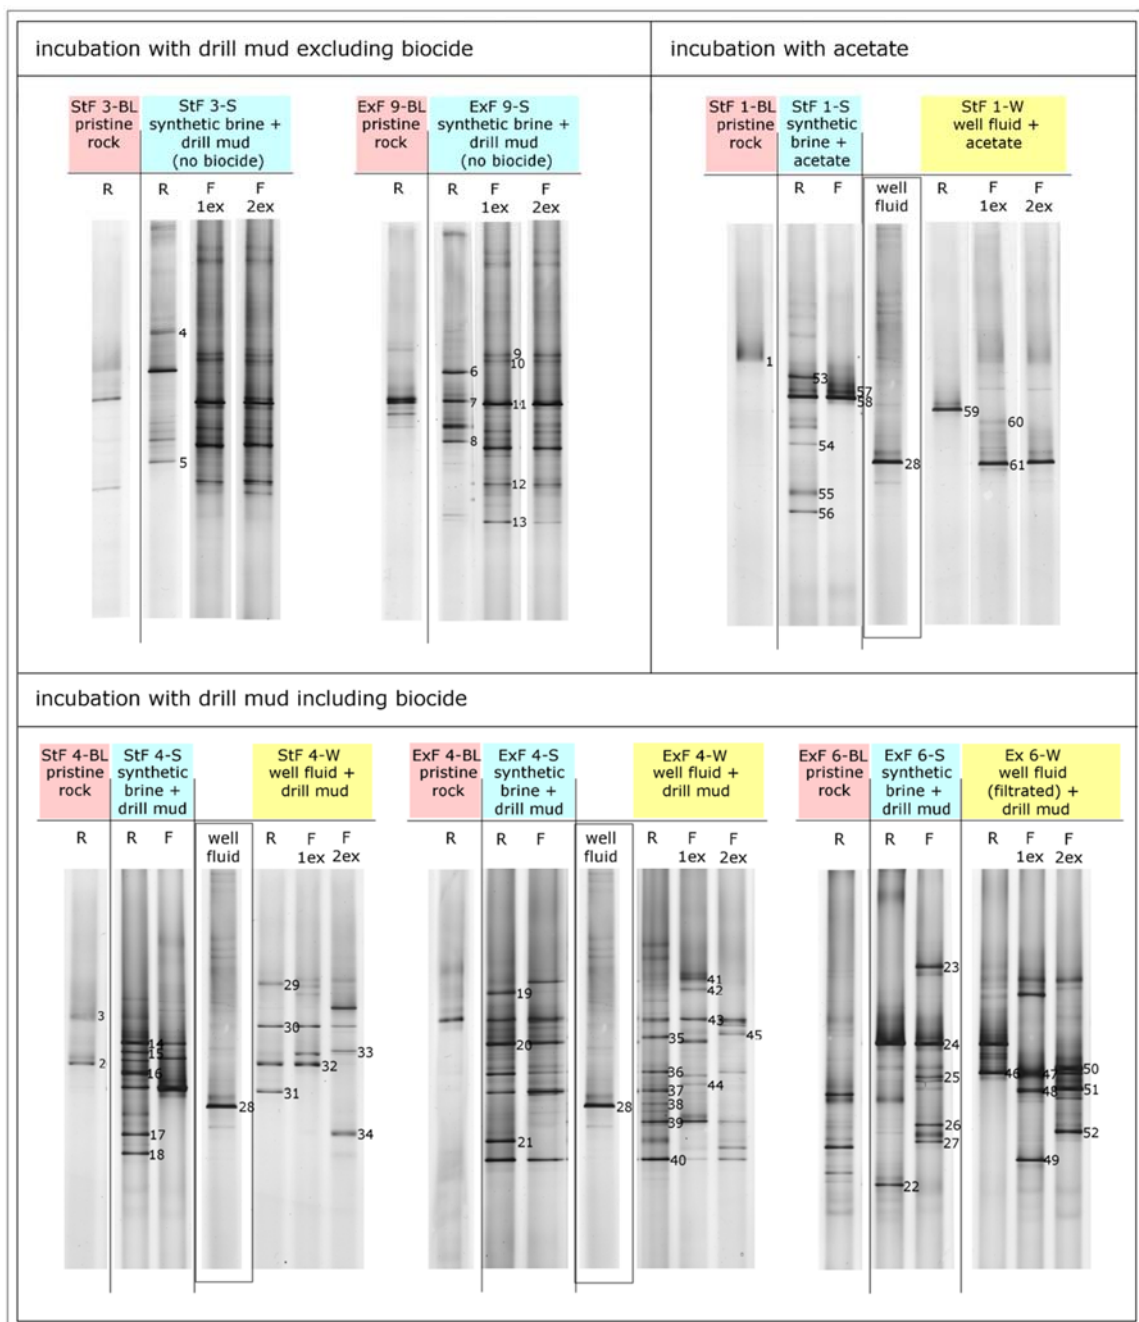 incubation with drill mud excluding biocide
StF 3-BL
pristine
rock
StF 3-S
synthetic brine +
drill mud
(no biocide)
R
R
F
1ex
F
2ex
4
5
ExF 9-BL
pristine
rock
ExF 9-S
synthetic brine +
drill mud
(no biocide)
R
R
F
1ex
F
2ex
6
7
8
9
10
11
12
13
incubation with acetate
StF 1-BL
pristine
rock
StF 1-S
synthetic
brine +
acetate
StF 1-W
well fluid +
acetate
R
R
F
well
fluid
R
F
1ex
F
2ex
1
53
54
55
56
57
58
28
59
60
61
incubation with drill mud including biocide
StF 4-BL
pristine
rock
StF 4-S
synthetic
brine +
drill mud
StF 4-W
well fluid +
drill mud
R
R
F
well
fluid
R
F
1ex
F
2ex
3
2
14
15
16
17
18
28
29
30
31
32
33
34
ExF 4-BL
pristine
rock
ExF 4-S
synthetic
brine +
drill mud
ExF 4-W
well fluid +
drill mud
R
R
F
well
fluid
R
F
1ex
F
2ex
19
20
21
28
35
36
37
38
39
40
41
42
43
44
45
ExF 6-BL
pristine
rock
ExF 6-S
synthetic
brine +
drill mud
Ex 6-W
well fluid
(filtrated) +
drill mud
R
R
F
R
F
1ex
F
2ex
22
23
24
25
26
27
46
47
48
49
50
51
52